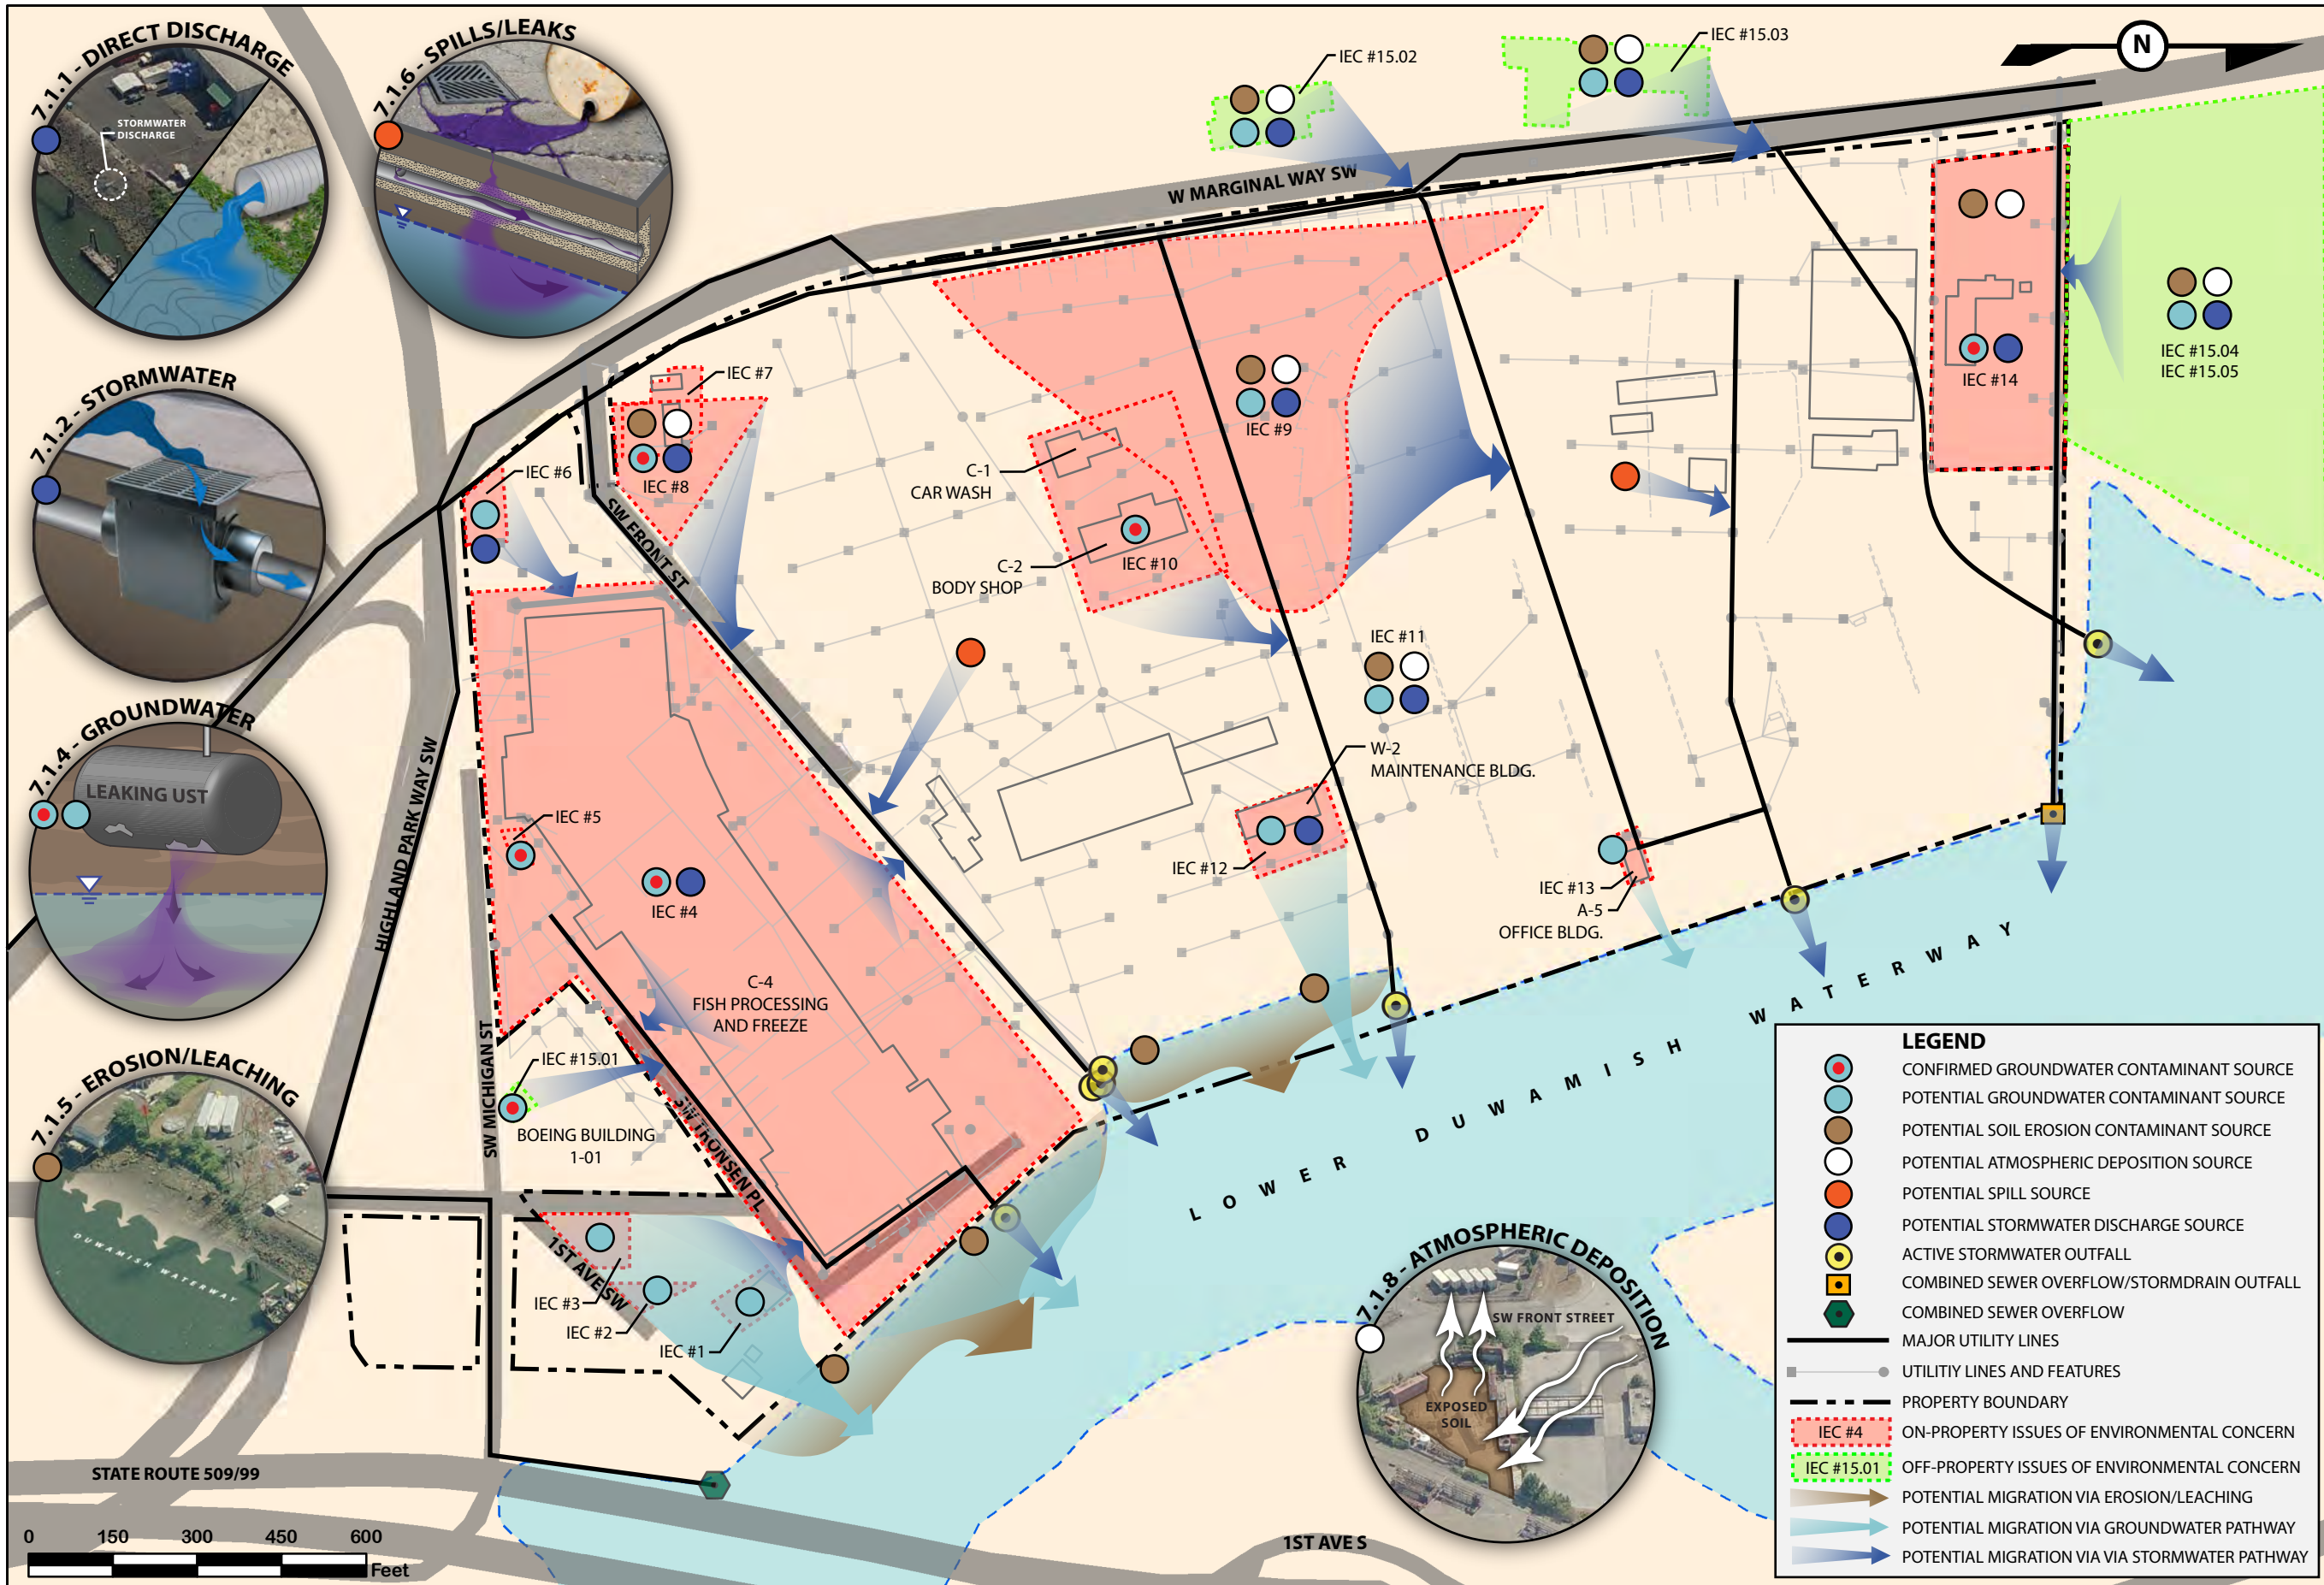 7.1.1 - DIRECT DISCHARGE
STORMWATER
DISCHARGE
7.1.6 - SPILLS/LEAKS
7.1.2 - STORMWATER
7.1.4 - GROUNDWATER
LEAKING UST
7.1.5 - EROSION/LEACHING
DUWAMISH WATERWAY
N
IEC #15.02
IEC #15.03
W MARGINAL WAY SW
IEC #15.04
IEC #15.05
IEC #14
IEC #7
IEC #8
IEC #6
SW FRONT ST
IEC #9
C-1
CAR WASH
C-2
BODY SHOP
IEC #10
IEC #11
W-2
MAINTENANCE BLDG.
IEC #12
IEC #13
A-5
OFFICE BLDG.
HIGHLAND PARK WAY SW
IEC #5
IEC #4
C-4
FISH PROCESSING
AND FREEZE
SW MICHIGAN ST
IEC #15.01
BOEING BUILDING
1-01
SW TRONSEN PL
1ST AVE SW
IEC #3
IEC #2
IEC #1
LOWER DUWAMISH WATERWAY
7.1.8 - ATMOSPHERIC DEPOSITION
SW FRONT STREET
EXPOSED
SOIL
STATE ROUTE 509/99
1ST AVE S
0 150 300 450 600
Feet
LEGEND
CONFIRMED GROUNDWATER CONTAMINANT SOURCE
POTENTIAL GROUNDWATER CONTAMINANT SOURCE
POTENTIAL SOIL EROSION CONTAMINANT SOURCE
POTENTIAL ATMOSPHERIC DEPOSITION SOURCE
POTENTIAL SPILL SOURCE
POTENTIAL STORMWATER DISCHARGE SOURCE
ACTIVE STORMWATER OUTFALL
COMBINED SEWER OVERFLOW/STORMDRAIN OUTFALL
COMBINED SEWER OVERFLOW
MAJOR UTILITY LINES
UTILITIY LINES AND FEATURES
PROPERTY BOUNDARY
IEC #4 ON-PROPERTY ISSUES OF ENVIRONMENTAL CONCERN
IEC #15.01 OFF-PROPERTY ISSUES OF ENVIRONMENTAL CONCERN
POTENTIAL MIGRATION VIA EROSION/LEACHING
POTENTIAL MIGRATION VIA GROUNDWATER PATHWAY
POTENTIAL MIGRATION VIA VIA STORMWATER PATHWAY